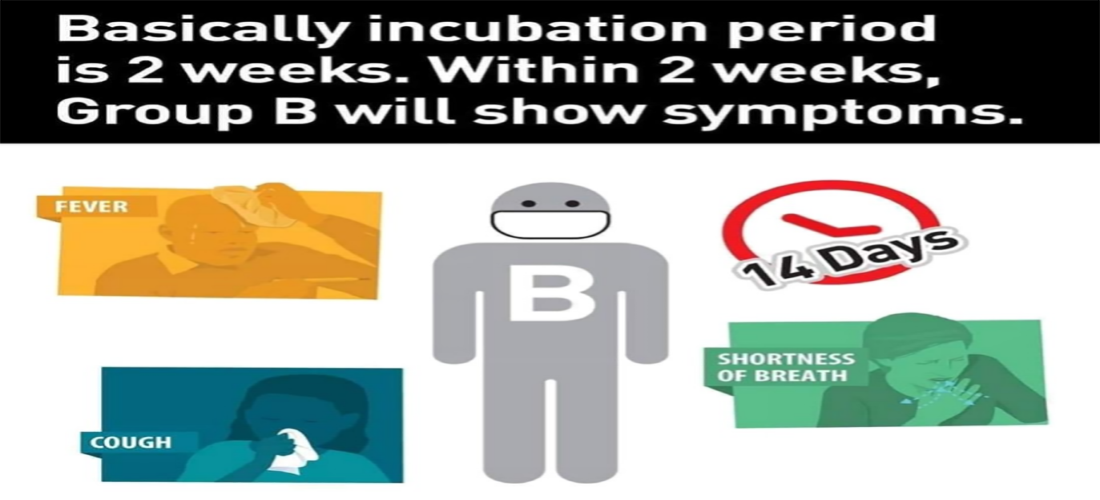 Basically incubation period
is 2 weeks. Within 2 weeks,
Group B will show symptoms.
FEVER
B
14 Days
SHORTNESS
OF BREATH
COUGH